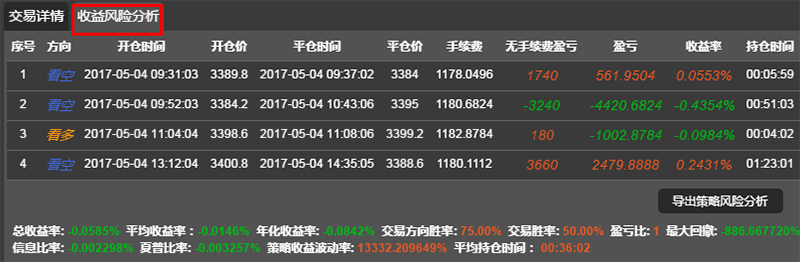 交易详情 收益风险分析
序号 方向 开仓时间 开仓价 平仓时间 平仓价 手续费 无手续费盈亏 盈亏 收益率 持仓时间
1 看空 2017-05-04 09:31:03 3389.8 2017-05-04 09:37:02 3384 1178.0496 1740 561.9504 0.0553% 00:05:59
2 看空 2017-05-04 09:52:03 3384.2 2017-05-04 10:43:06 3395 1180.6824 -3240 -4420.6824 -0.4354% 00:51:03
3 看多 2017-05-04 11:04:04 3398.6 2017-05-04 11:08:06 3399.2 1182.8784 180 -1002.8784 -0.0984% 00:04:02
4 看空 2017-05-04 13:12:04 3400.8 2017-05-04 14:35:05 3388.6 1180.1112 3660 2479.8888 0.2431% 01:23:01
导出策略风险分析
总收益率: -0.0585% 平均收益率: -0.0146% 年化收益率: -0.0842% 交易方向胜率: 75.00% 交易胜率: 50.00% 盈亏比: 1 最大回撤: -886.667720%
信息比率: -0.002298% 夏普比率: -0.003257% 策略收益波动率: 13332.209649% 平均持仓时间: 00:36:02